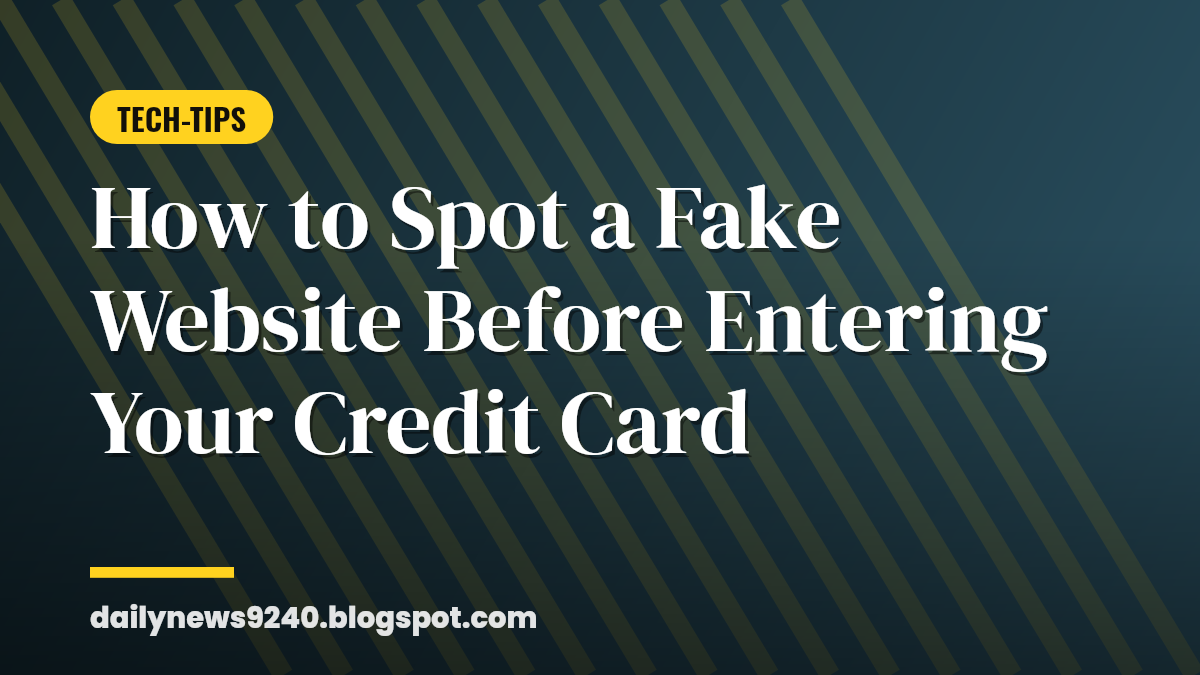 TECH-TIPS
How to Spot a Fake
Website Before Entering
Your Credit Card
dailynews9240.blogspot.com